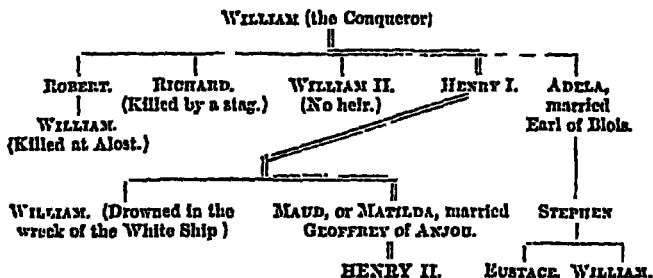 WILLIAM (the Conqueror)
ROBERT. RICHARD. WILLIAM II. HENRY I. ADELA,
(Killed by a stag.) (No heir.) married
WILLIAM. Earl of Blois.
(Killed at Alost.)
WILLIAM. (Drowned in the MAUD, or MATILDA, married STEPHEN
wreck of the White Ship) GEOFFREY of ANJOU.
HENRY II. EUSTACE. WILLIAM.